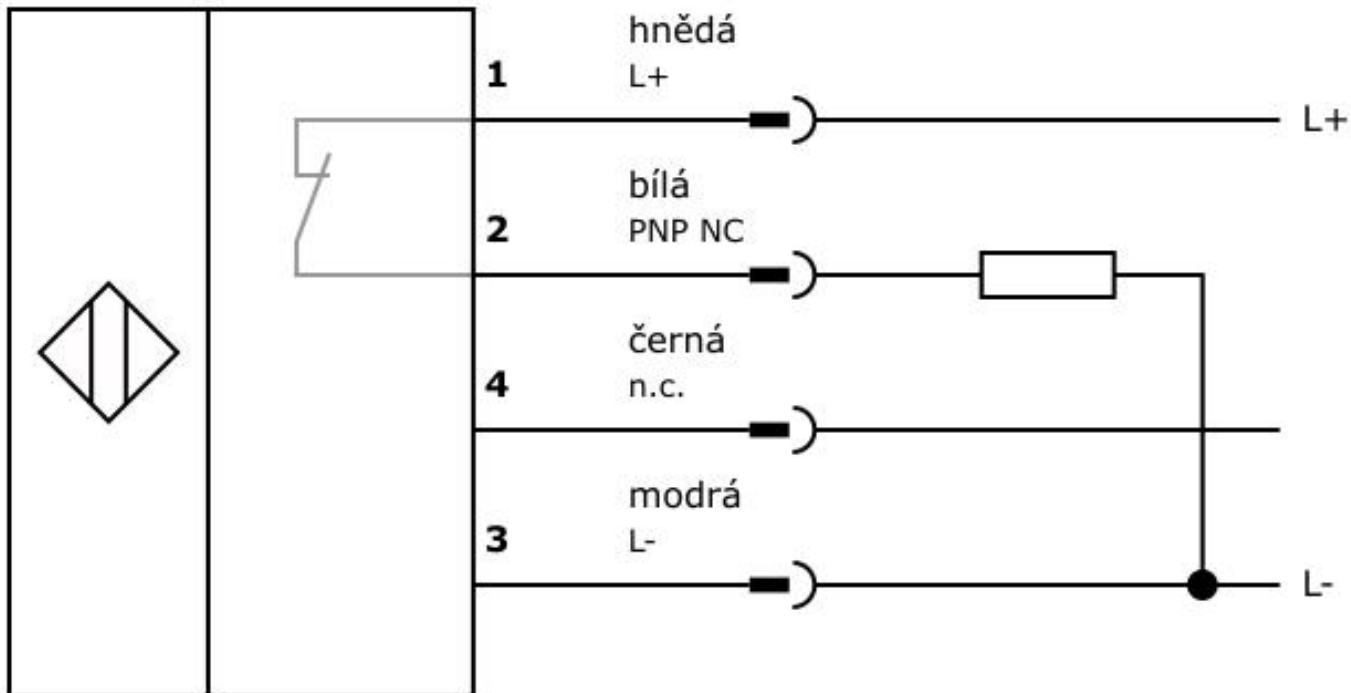 hnědá
1 L+
L+
bílá
2 PNP NC
černá
4 n.c.
modrá
3 L-
L-